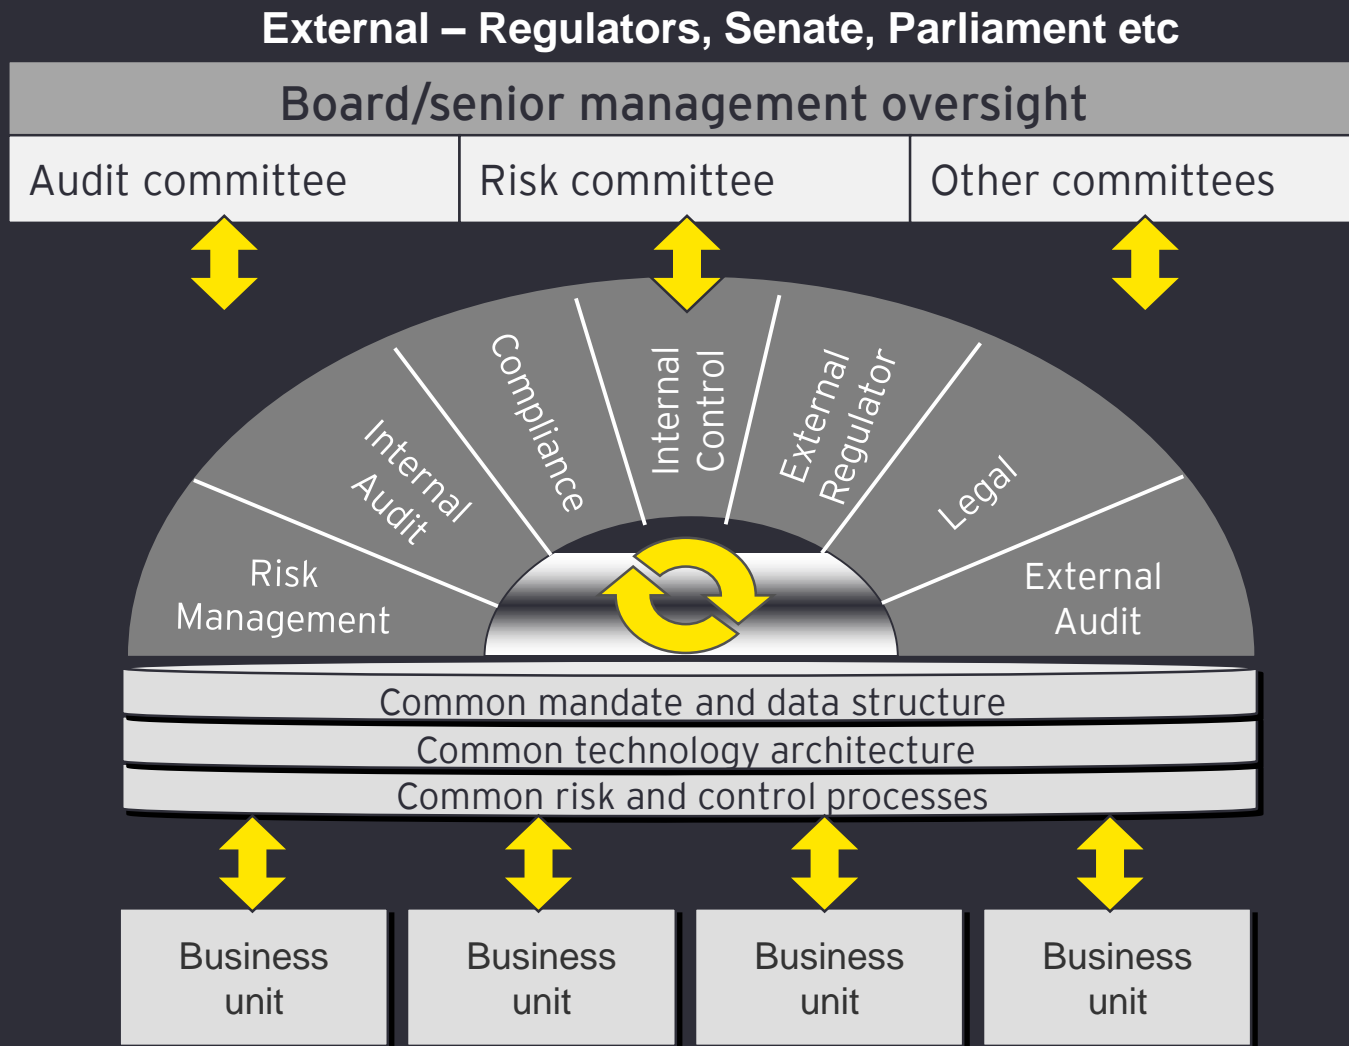 External – Regulators, Senate, Parliament etc
Board/senior management oversight
Audit committee
Risk committee
Other committees
Risk
Management
Internal
Audit
Compliance
Internal
Control
External
Regulator
Legal
External
Audit
Common mandate and data structure
Common technology architecture
Common risk and control processes
Business
unit
Business
unit
Business
unit
Business
unit